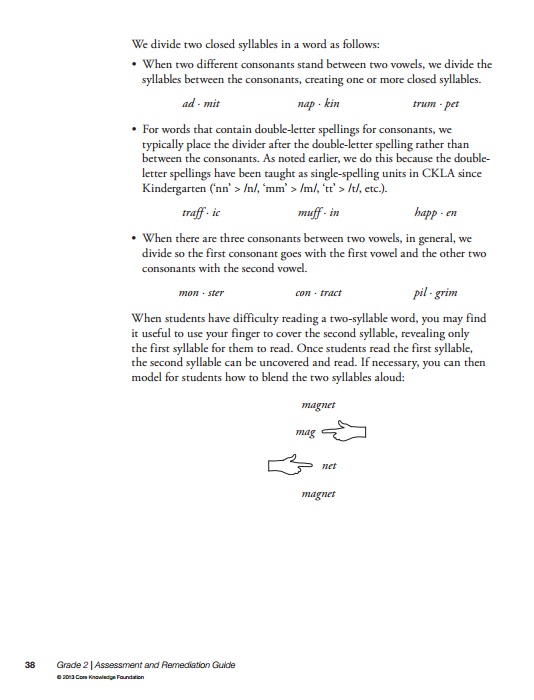 We divide two closed syllables in a word as follows:
• When two different consonants stand between two vowels, we divide the
syllables between the consonants, creating one or more closed syllables.
ad · mit nap · kin trum · pet
• For words that contain double-letter spellings for consonants, we
typically place the divider after the double-letter spelling rather than
between the consonants. As noted earlier, we do this because the double-
letter spellings have been taught as single-spelling units in CKLA since
Kindergarten (‘nn’ > /n/, ‘mm’ > /m/, ‘tt’ > /t/, etc.).
traff · ic muff · in happ · en
• When there are three consonants between two vowels, in general, we
divide so the first consonant goes with the first vowel and the other two
consonants with the second vowel.
mon · ster con · tract pil · grim
When students have difficulty reading a two-syllable word, you may find
it useful to use your finger to cover the second syllable, revealing only
the first syllable for them to read. Once students read the first syllable,
the second syllable can be uncovered and read. If necessary, you can then
model for students how to blend the two syllables aloud:
magnet
mag
net
magnet
38 Grade 2 | Assessment and Remediation Guide
© 2013 Core Knowledge Foundation